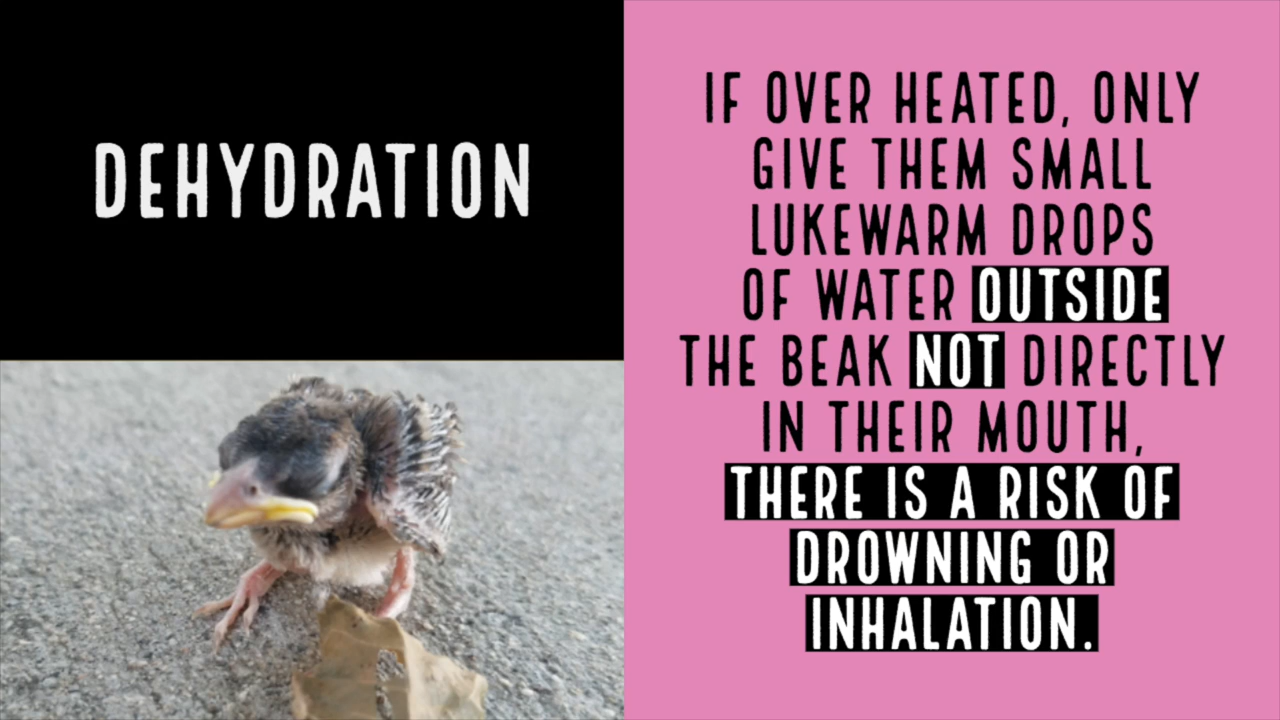 DEHYDRATION
IF OVER HEATED, ONLY
GIVE THEM SMALL
LUKEWARM DROPS
OF WATER OUTSIDE
THE BEAK NOT DIRECTLY
IN THEIR MOUTH,
THERE IS A RISK OF
DROWNING OR
INHALATION.